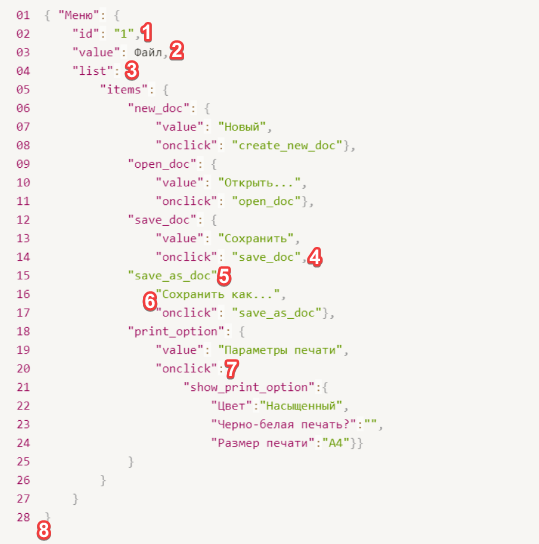 01 { "Меню": {
02 "id": "1", 1
03 "value": Файл, 2
04 "list": 3
05 "items": {
06 "new_doc": {
07 "value": "Новый",
08 "onclick": "create_new_doc"},
09 "open_doc": {
10 "value": "Открыть...",
11 "onclick": "open_doc"},
12 "save_doc": {
13 "value": "Сохранить",
14 "onclick": "save_doc", 4
15 "save_as_doc" 5
16 6 "Сохранить как...",
17 "onclick": "save_as_doc"},
18 "print_option": {
19 "value": "Параметры печати",
20 "onclick": 7
21 "show_print_option":{
22 "Цвет":"Насыщенный",
23 "Черно-белая печать?":"",
24 "Размер печати":"A4"}}
25 }
26 }
27 }
28 }
8